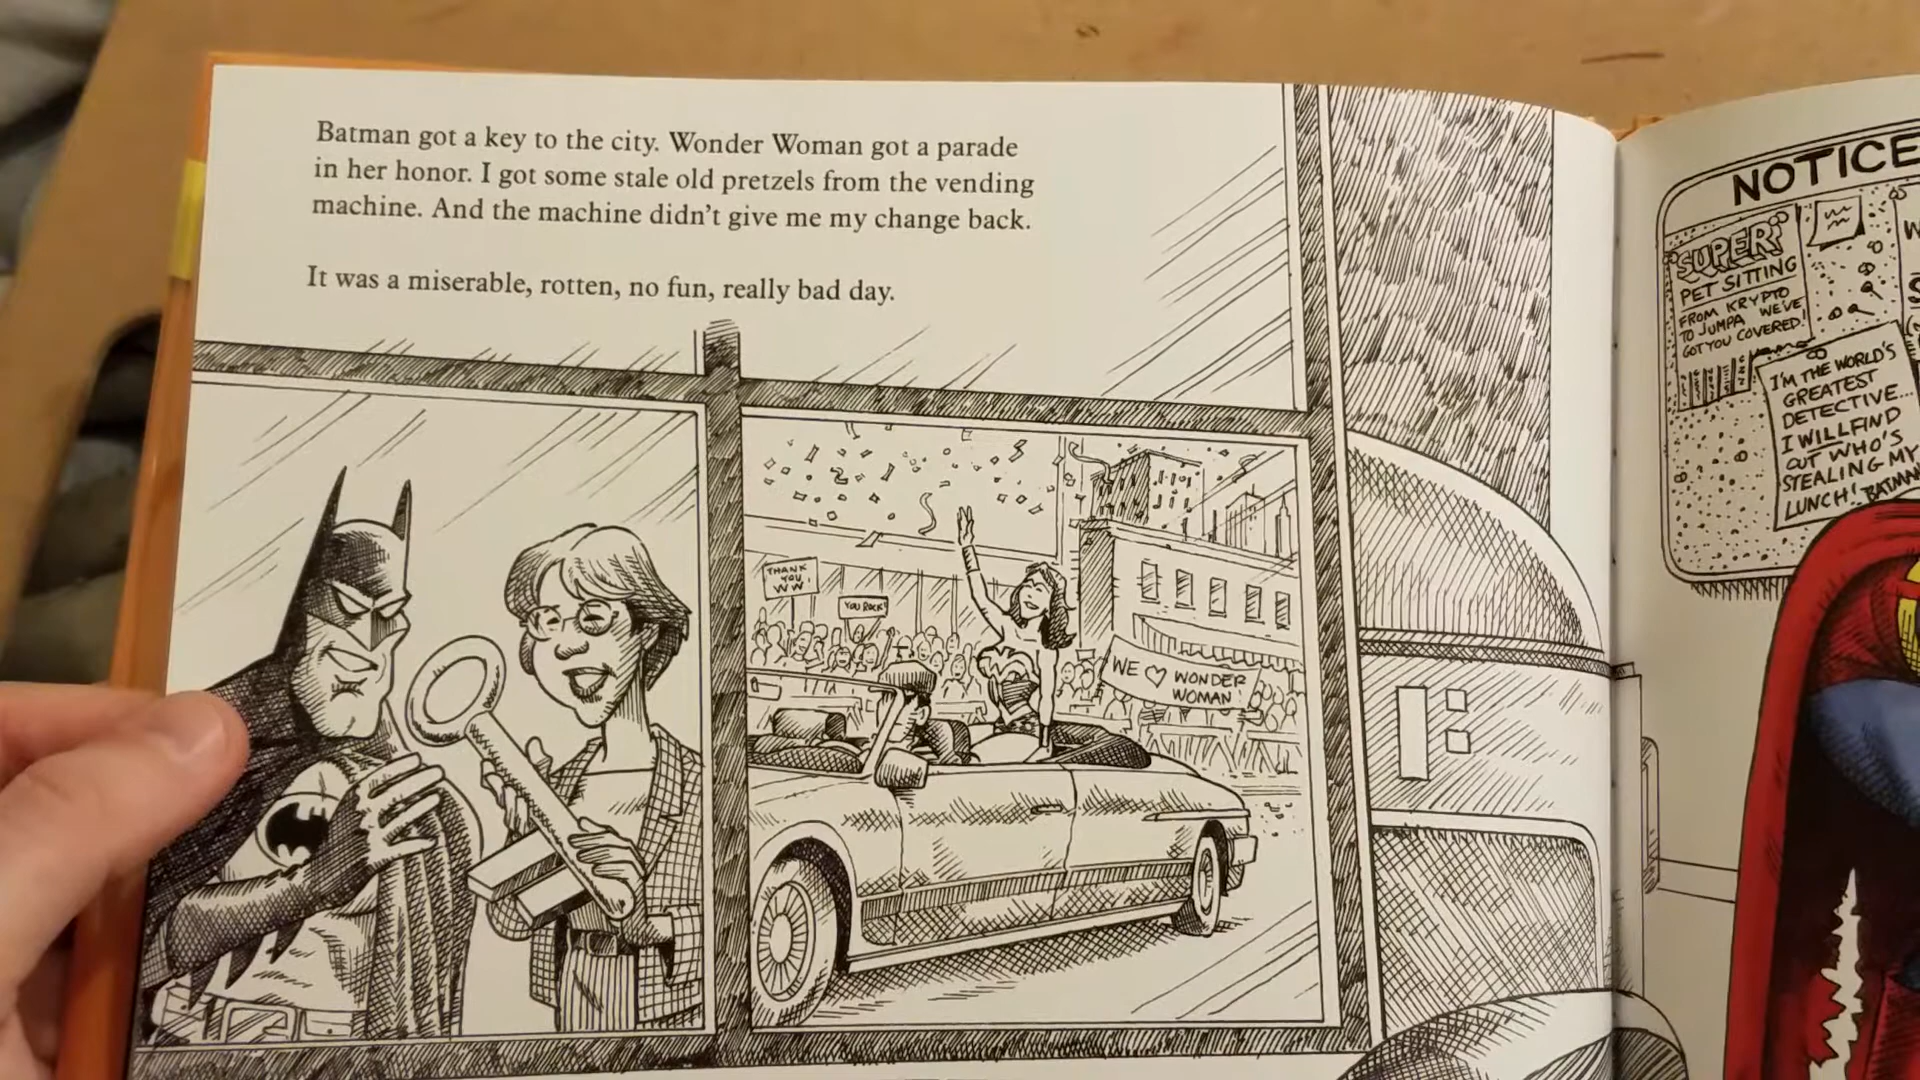 Batman got a key to the city. Wonder Woman got a parade
in her honor. I got some stale old pretzels from the vending
machine. And the machine didn't give me my change back.
It was a miserable, rotten, no fun, really bad day.
THANK
YOU
WW!
YOU ROCK!
WE ♡ WONDER
WOMAN!
NOTICE
SUPER
PET SITTING
FROM KRYPTO
TO JUMPA WE'VE
GOT YOU COVERED!
I'M THE WORLD'S
GREATEST
DETECTIVE...
I WILL FIND
OUT WHO'S
STEALING MY
LUNCH! BATMAN